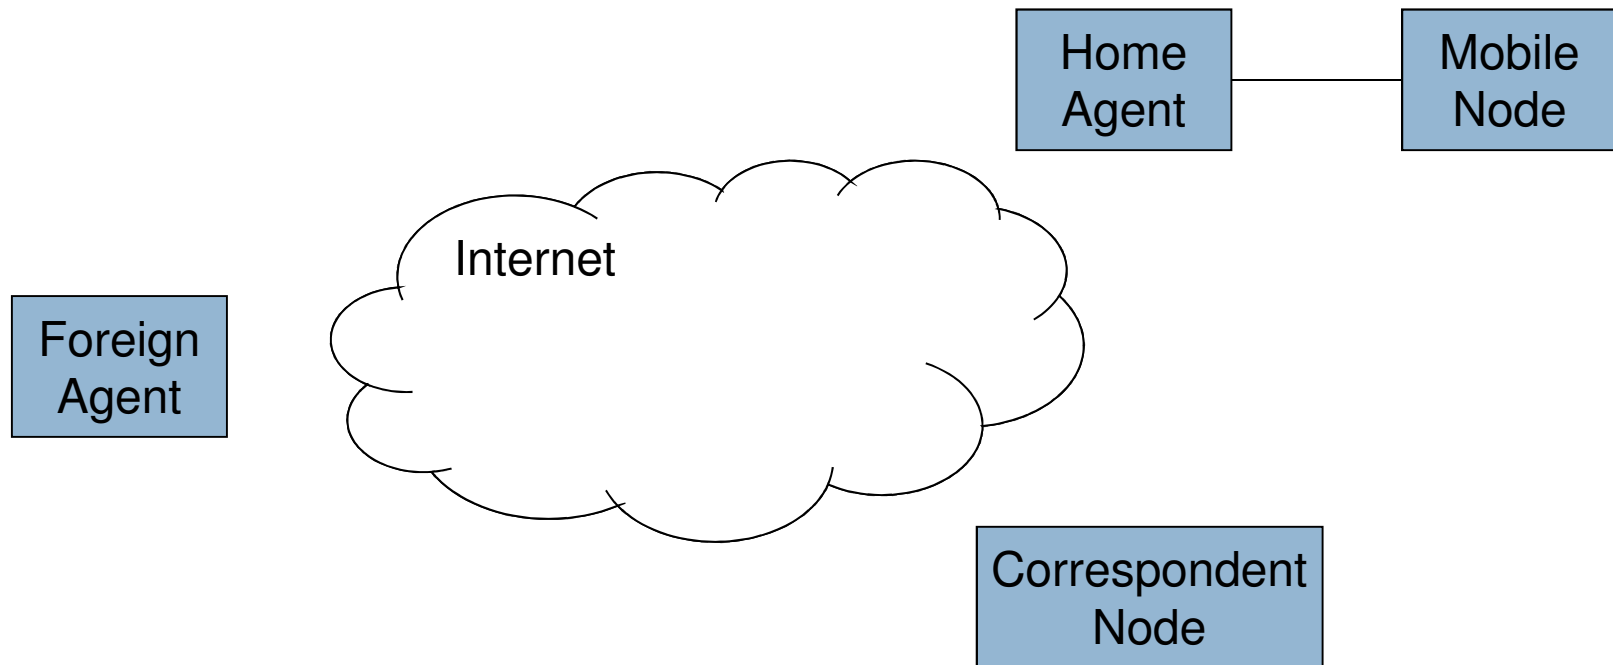 Home
Agent
Mobile
Node
Internet
Foreign
Agent
Correspondent
Node